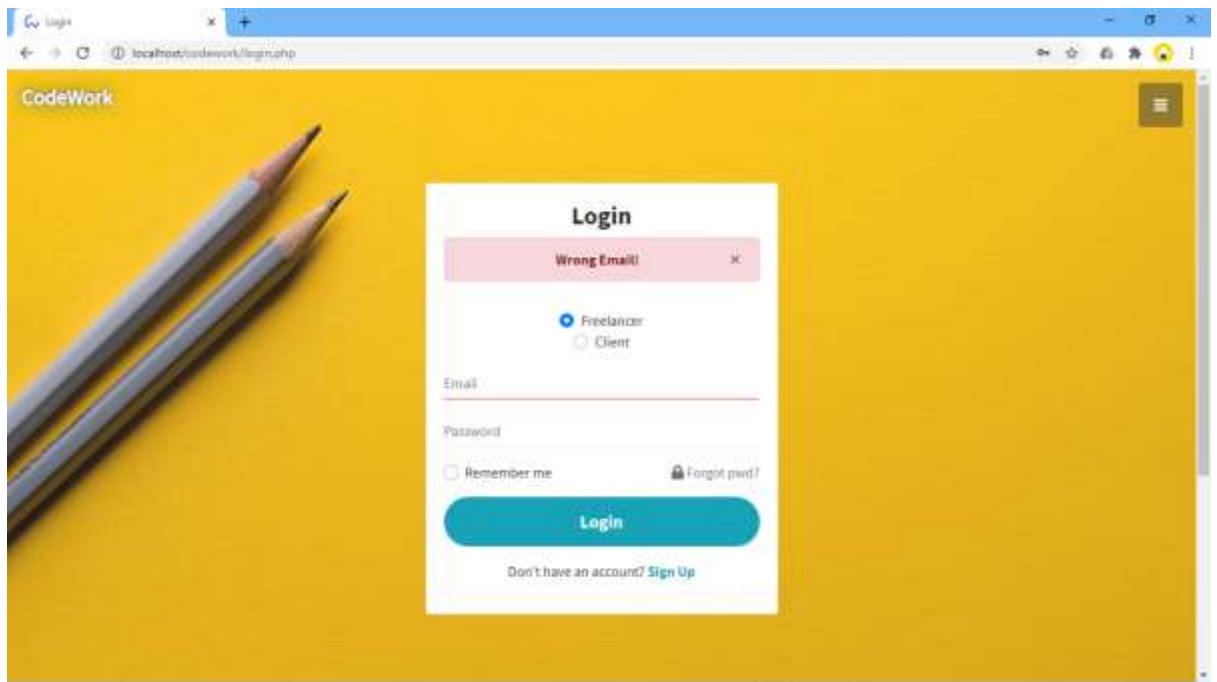 Login
localhost/codework/login.php
CodeWork
Login
Wrong Email!
Freelancer
Client
Email
Password
Remember me
Forgot pwd?
Login
Don't have an account? Sign Up